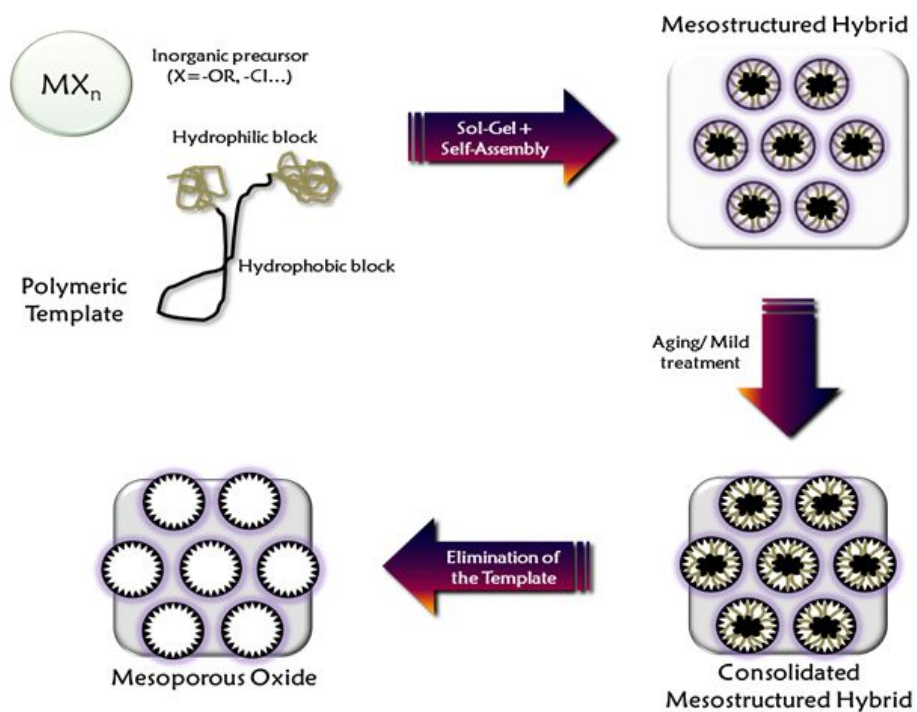 MXn
Inorganic precursor
(X=-OR, -Cl...)
Hydrophilic block
Hydrophobic block
Polymeric
Template
Sol-Gel +
Self-Assembly
Mesostructured Hybrid
Aging/ Mild
treatment
Consolidated
Mesostructured Hybrid
Elimination of
the Template
Mesoporous Oxide